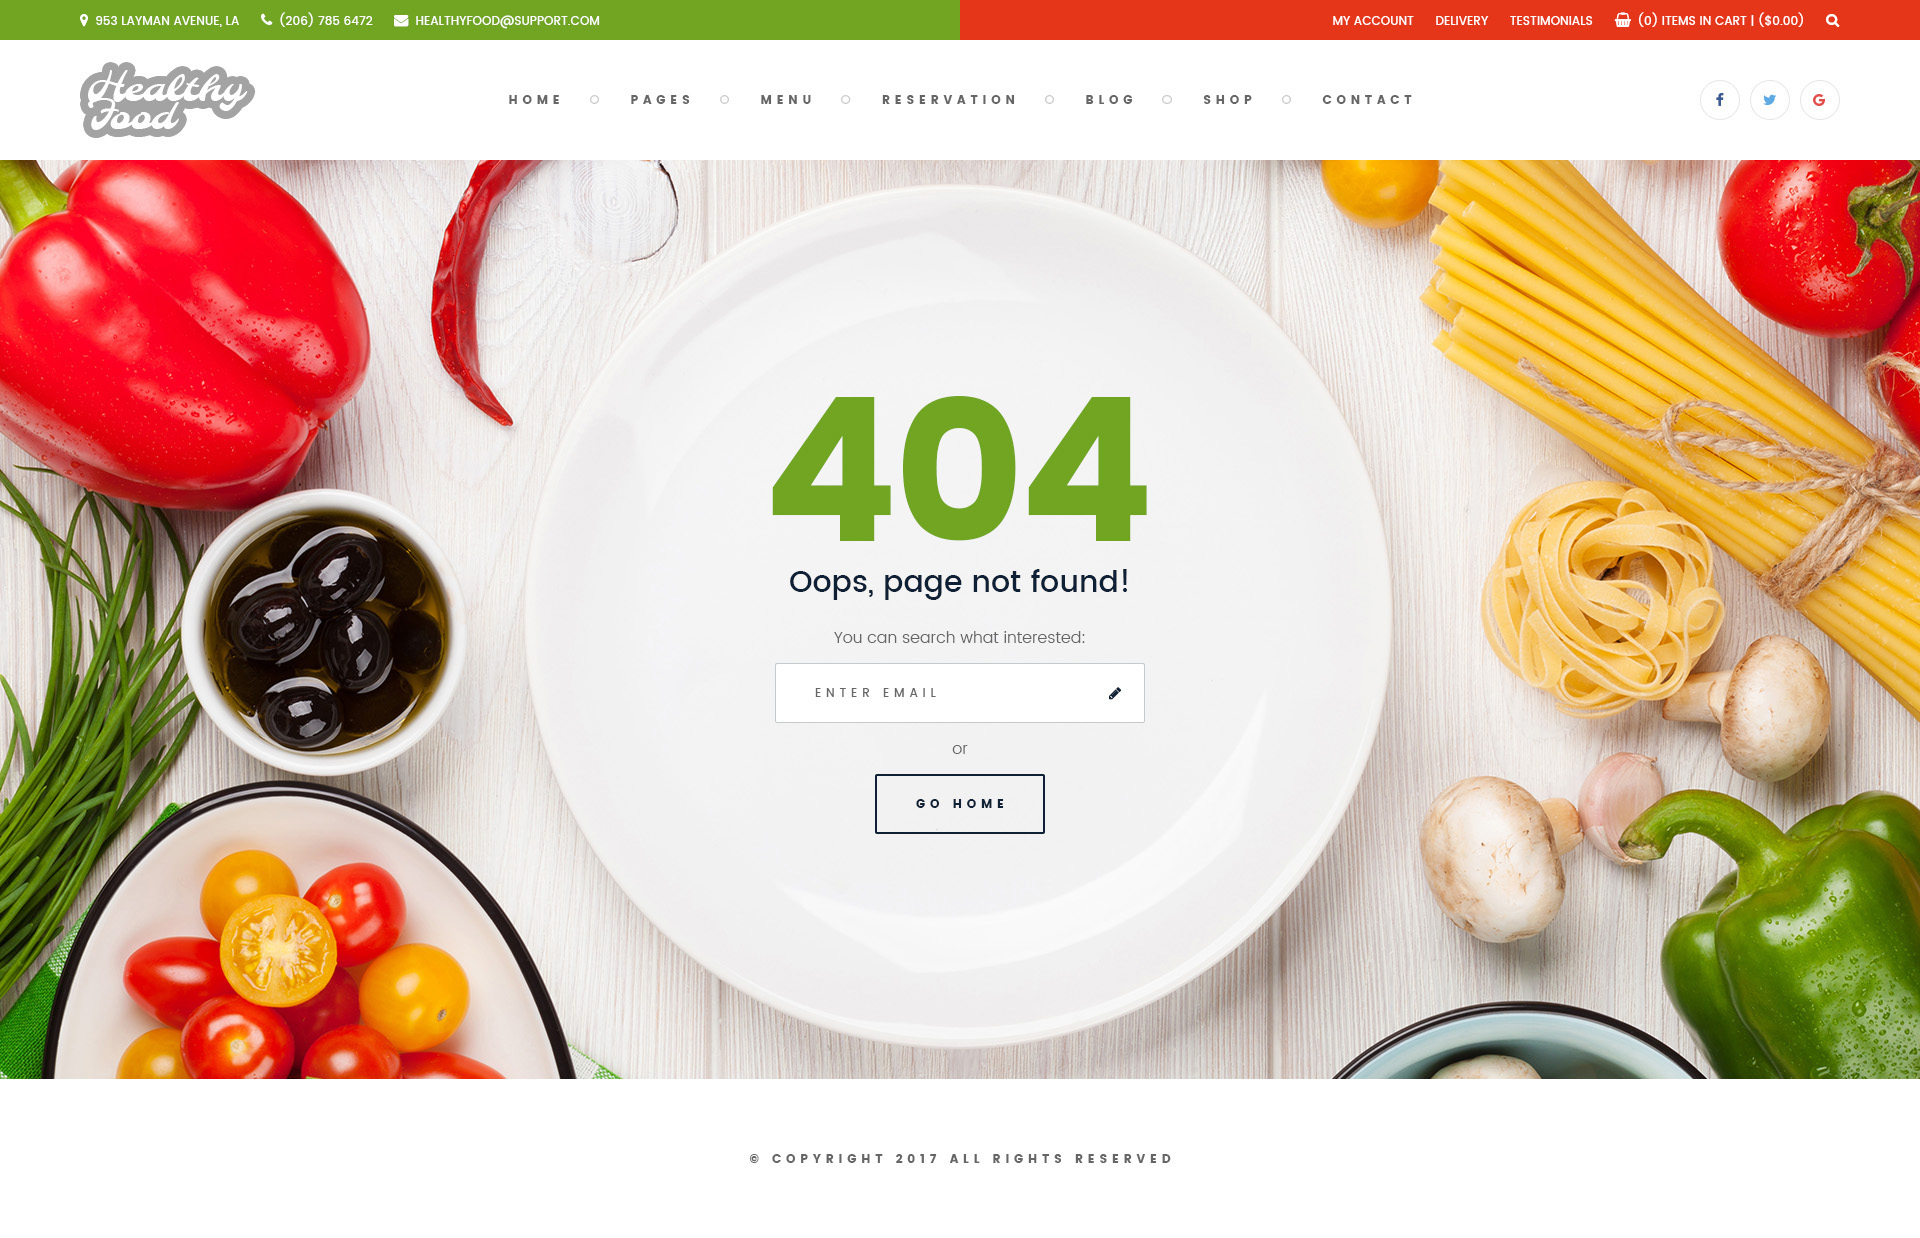 953 LAYMAN AVENUE, LA (206) 785 6472 HEALTHYFOOD@SUPPORT.COM MY ACCOUNT DELIVERY TESTIMONIALS (0) ITEMS IN CART | ($0.00)
Healthy
Food
HOME PAGES MENU RESERVATION BLOG SHOP CONTACT
404
Oops, page not found!
You can search what interested:
ENTER EMAIL
or
GO HOME
© COPYRIGHT 2017 ALL RIGHTS RESERVED